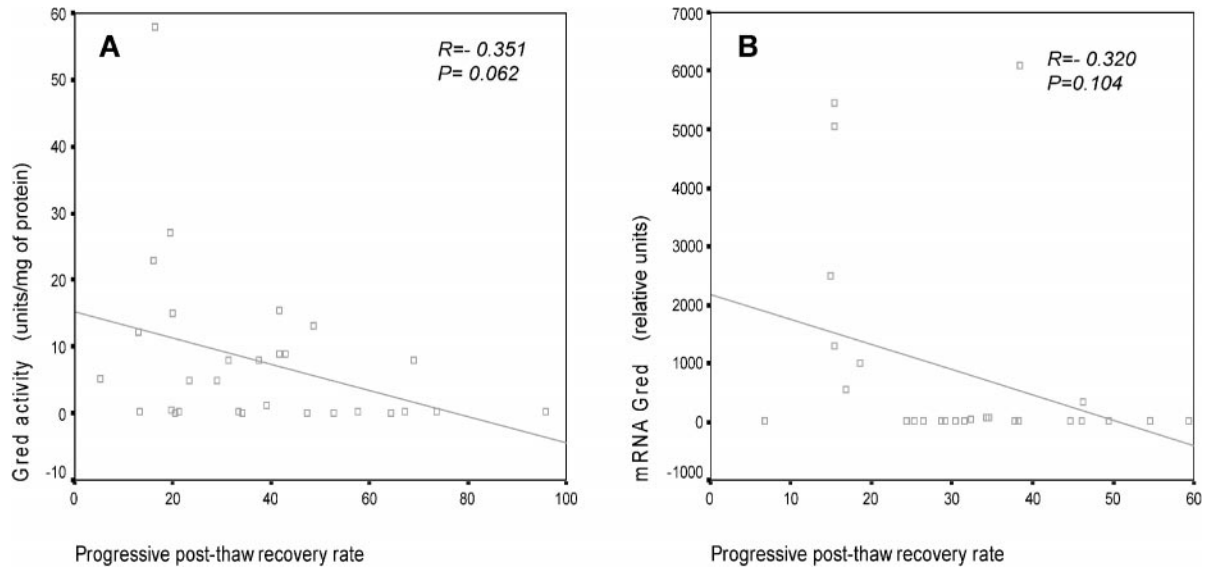 A
R=- 0.351
P= 0.062
Gred activity (units/mg of protein)
60
50
40
30
20
10
0
-10
0 20 40 60 80 100
Progressive post-thaw recovery rate
B
R=- 0.320
P=0.104
mRNA Gred (relative units)
7000
6000
5000
4000
3000
2000
1000
0
-1000
0 10 20 30 40 50 60
Progressive post-thaw recovery rate